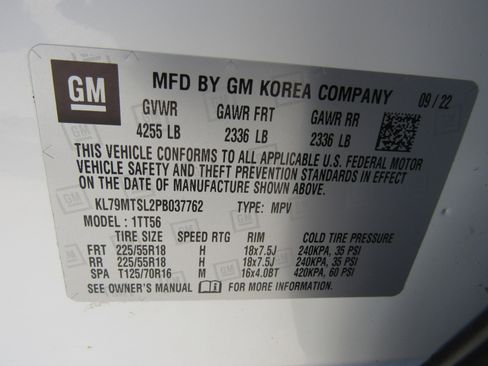 GM
MFD BY GM KOREA COMPANY 09/22
GVWR GAWR FRT GAWR RR
4255 LB 2336 LB 2336 LB
THIS VEHICLE CONFORMS TO ALL APPLICABLE U.S. FEDERAL MOTOR
VEHICLE SAFETY AND THEFT PREVENTION STANDARDS IN EFFECT
ON THE DATE OF MANUFACTURE SHOWN ABOVE.
KL79MTSL2PB037762 TYPE: MPV
MODEL : 1TT56
TIRE SIZE SPEED RTG RIM COLD TIRE PRESSURE
FRT 225/55R18 H 18x7.5J 240KPA, 35 PSI
RR 225/55R18 H 18x7.5J 240KPA, 35 PSI
SPA T125/70R16 M 16x4.0BT 420KPA, 60 PSI
SEE OWNER'S MANUAL FOR MORE INFORMATION.